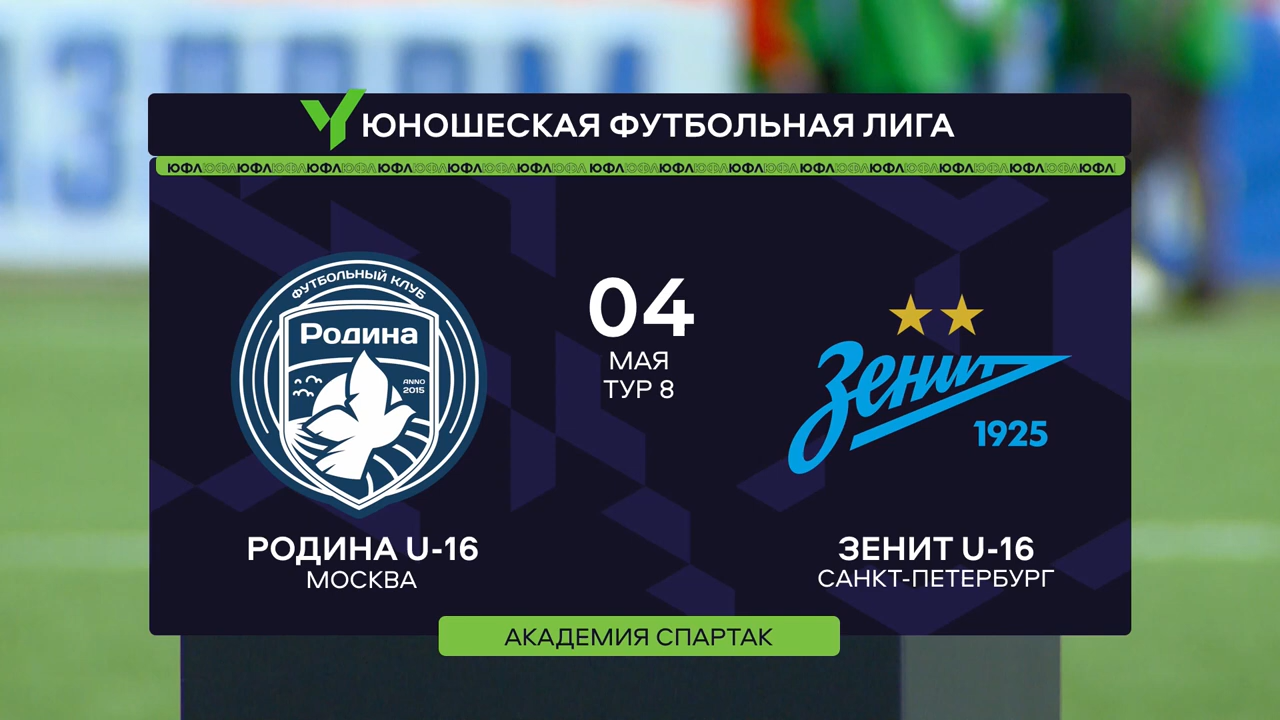 ЮНОШЕСКАЯ ФУТБОЛЬНАЯ ЛИГА
ЮФЛ ЮФЛ ЮФЛ ЮФЛ ЮФЛ ЮФЛ ЮФЛ ЮФЛ ЮФЛ ЮФЛ ЮФЛ ЮФЛ ЮФЛ ЮФЛ ЮФЛ ЮФЛ ЮФЛ ЮФЛ ЮФЛ ЮФЛ ЮФЛ ЮФЛ ЮФЛ ЮФЛ ЮФЛ ЮФЛ ЮФЛ
ФУТБОЛЬНЫЙ КЛУБ
Родина
ANNO
2015
04
МАЯ
ТУР 8
Зенит
1925
РОДИНА U-16
МОСКВА
ЗЕНИТ U-16
САНКТ-ПЕТЕРБУРГ
АКАДЕМИЯ СПАРТАК